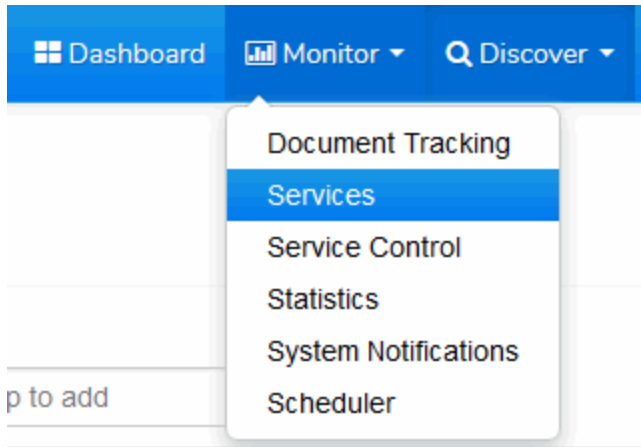 Dashboard Monitor Discover
Document Tracking
Services
Service Control
Statistics
System Notifications
p to add
Scheduler